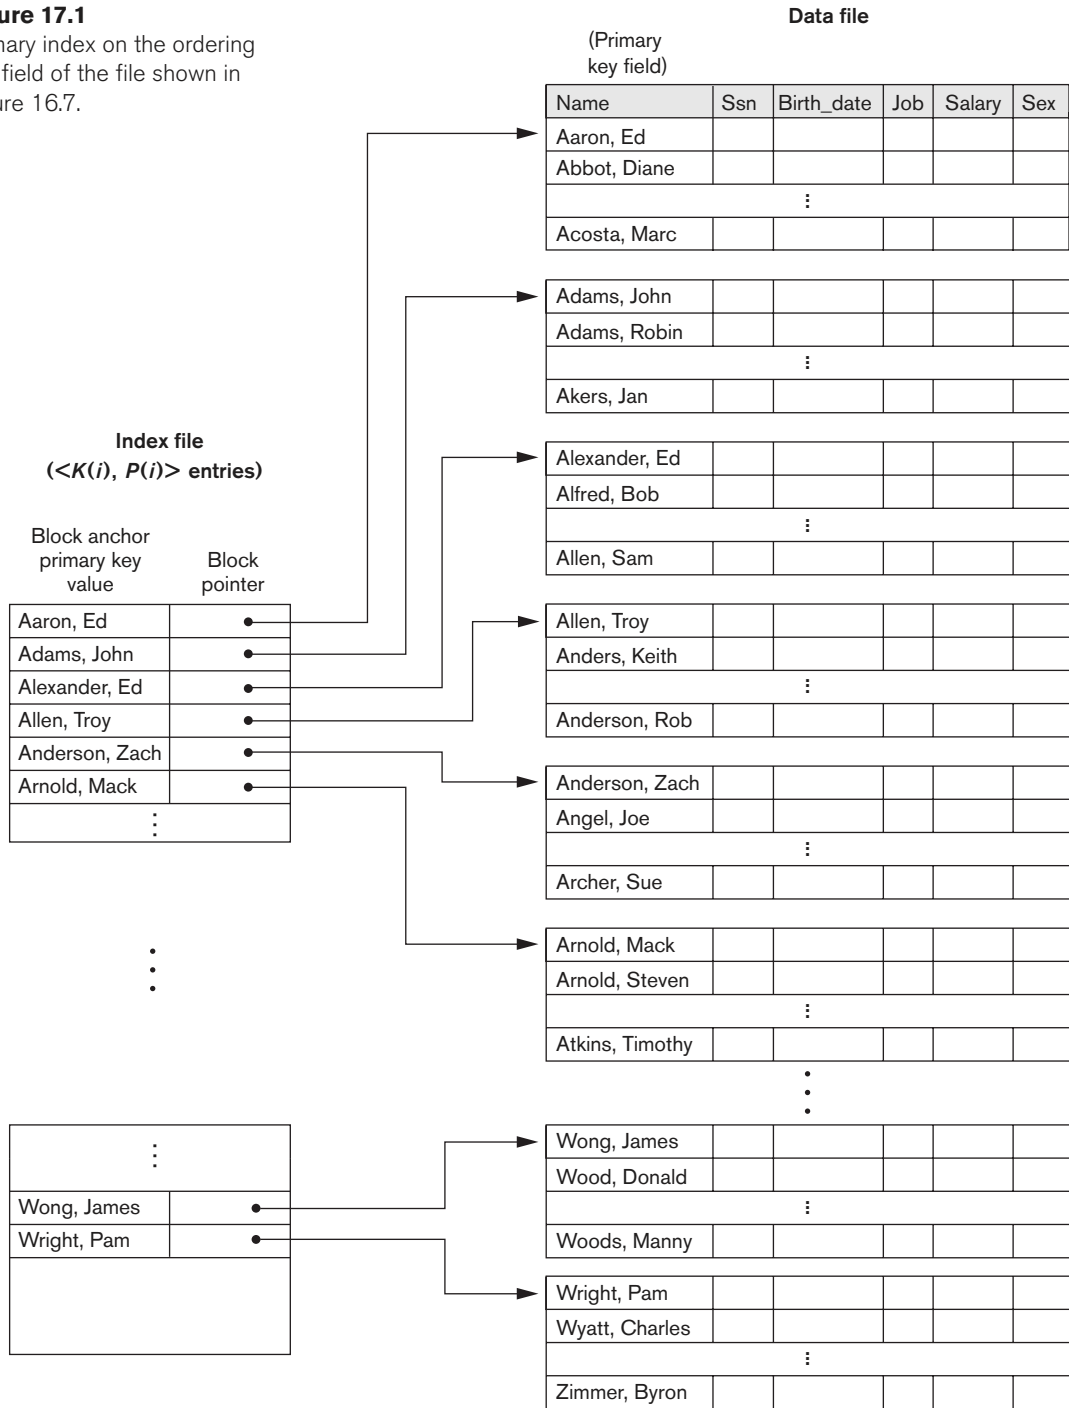 ure 17.1
nary index on the ordering
field of the file shown in
ure 16.7.
Data file
(Primary
key field)
Name Ssn Birth_date Job Salary Sex
Aaron, Ed
Abbot, Diane
Acosta, Marc
Adams, John
Adams, Robin
Akers, Jan
Alexander, Ed
Alfred, Bob
Allen, Sam
Allen, Troy
Anders, Keith
Anderson, Rob
Anderson, Zach
Angel, Joe
Archer, Sue
Arnold, Mack
Arnold, Steven
Atkins, Timothy
Wong, James
Wood, Donald
Woods, Manny
Wright, Pam
Wyatt, Charles
Zimmer, Byron
Index file
(<K(i), P(i)> entries)
Block anchor
primary key
value
Block
pointer
Aaron, Ed
Adams, John
Alexander, Ed
Allen, Troy
Anderson, Zach
Arnold, Mack
Wong, James
Wright, Pam